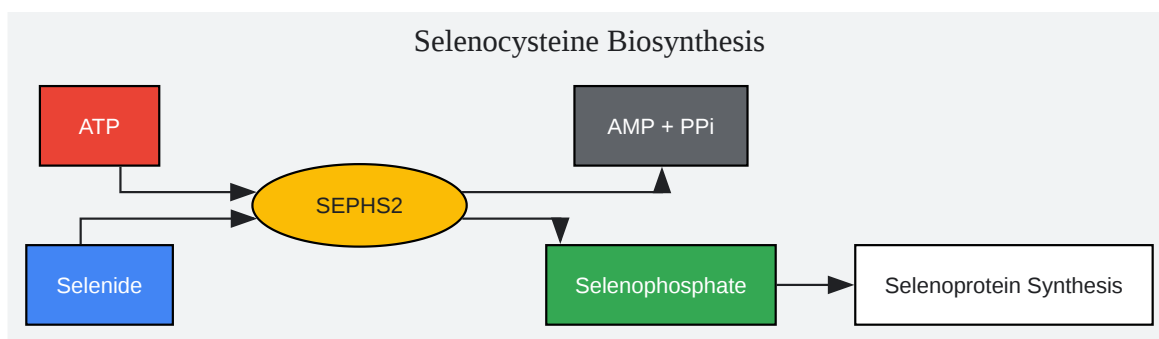 Selenocysteine Biosynthesis
ATP
AMP + PPi
SEPHS2
Selenide
Selenophosphate
Selenoprotein Synthesis